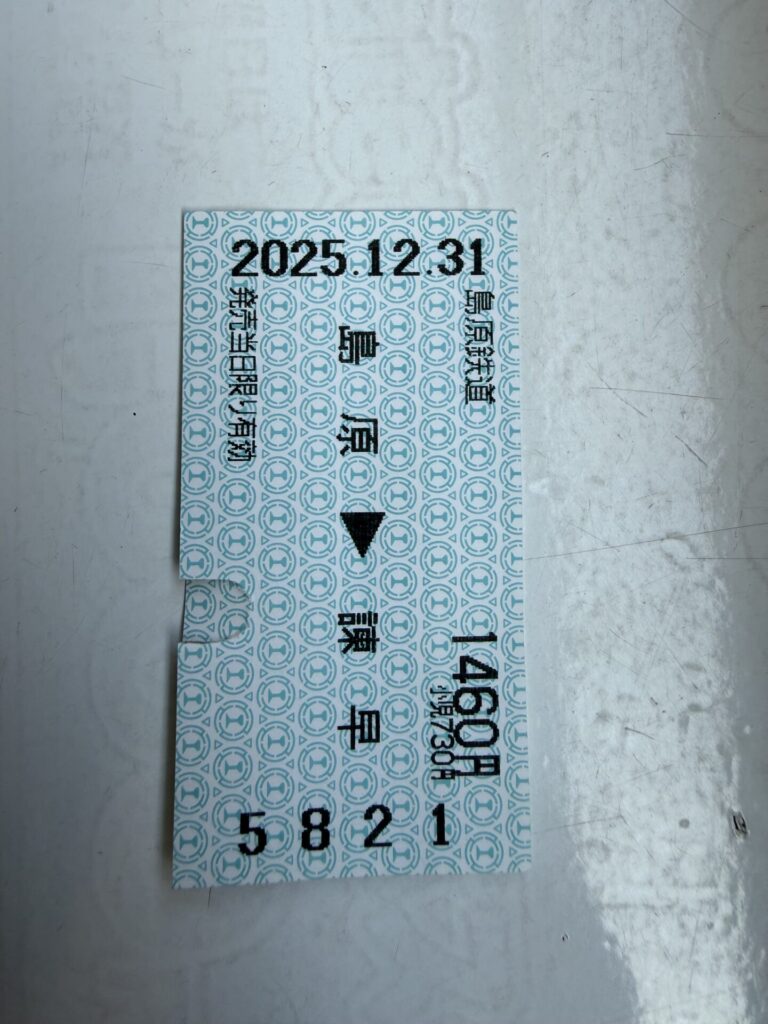 2025.12.31
島原鉄道
島原▶諫早
1460円
小児730円
発売当日限り有効
5821